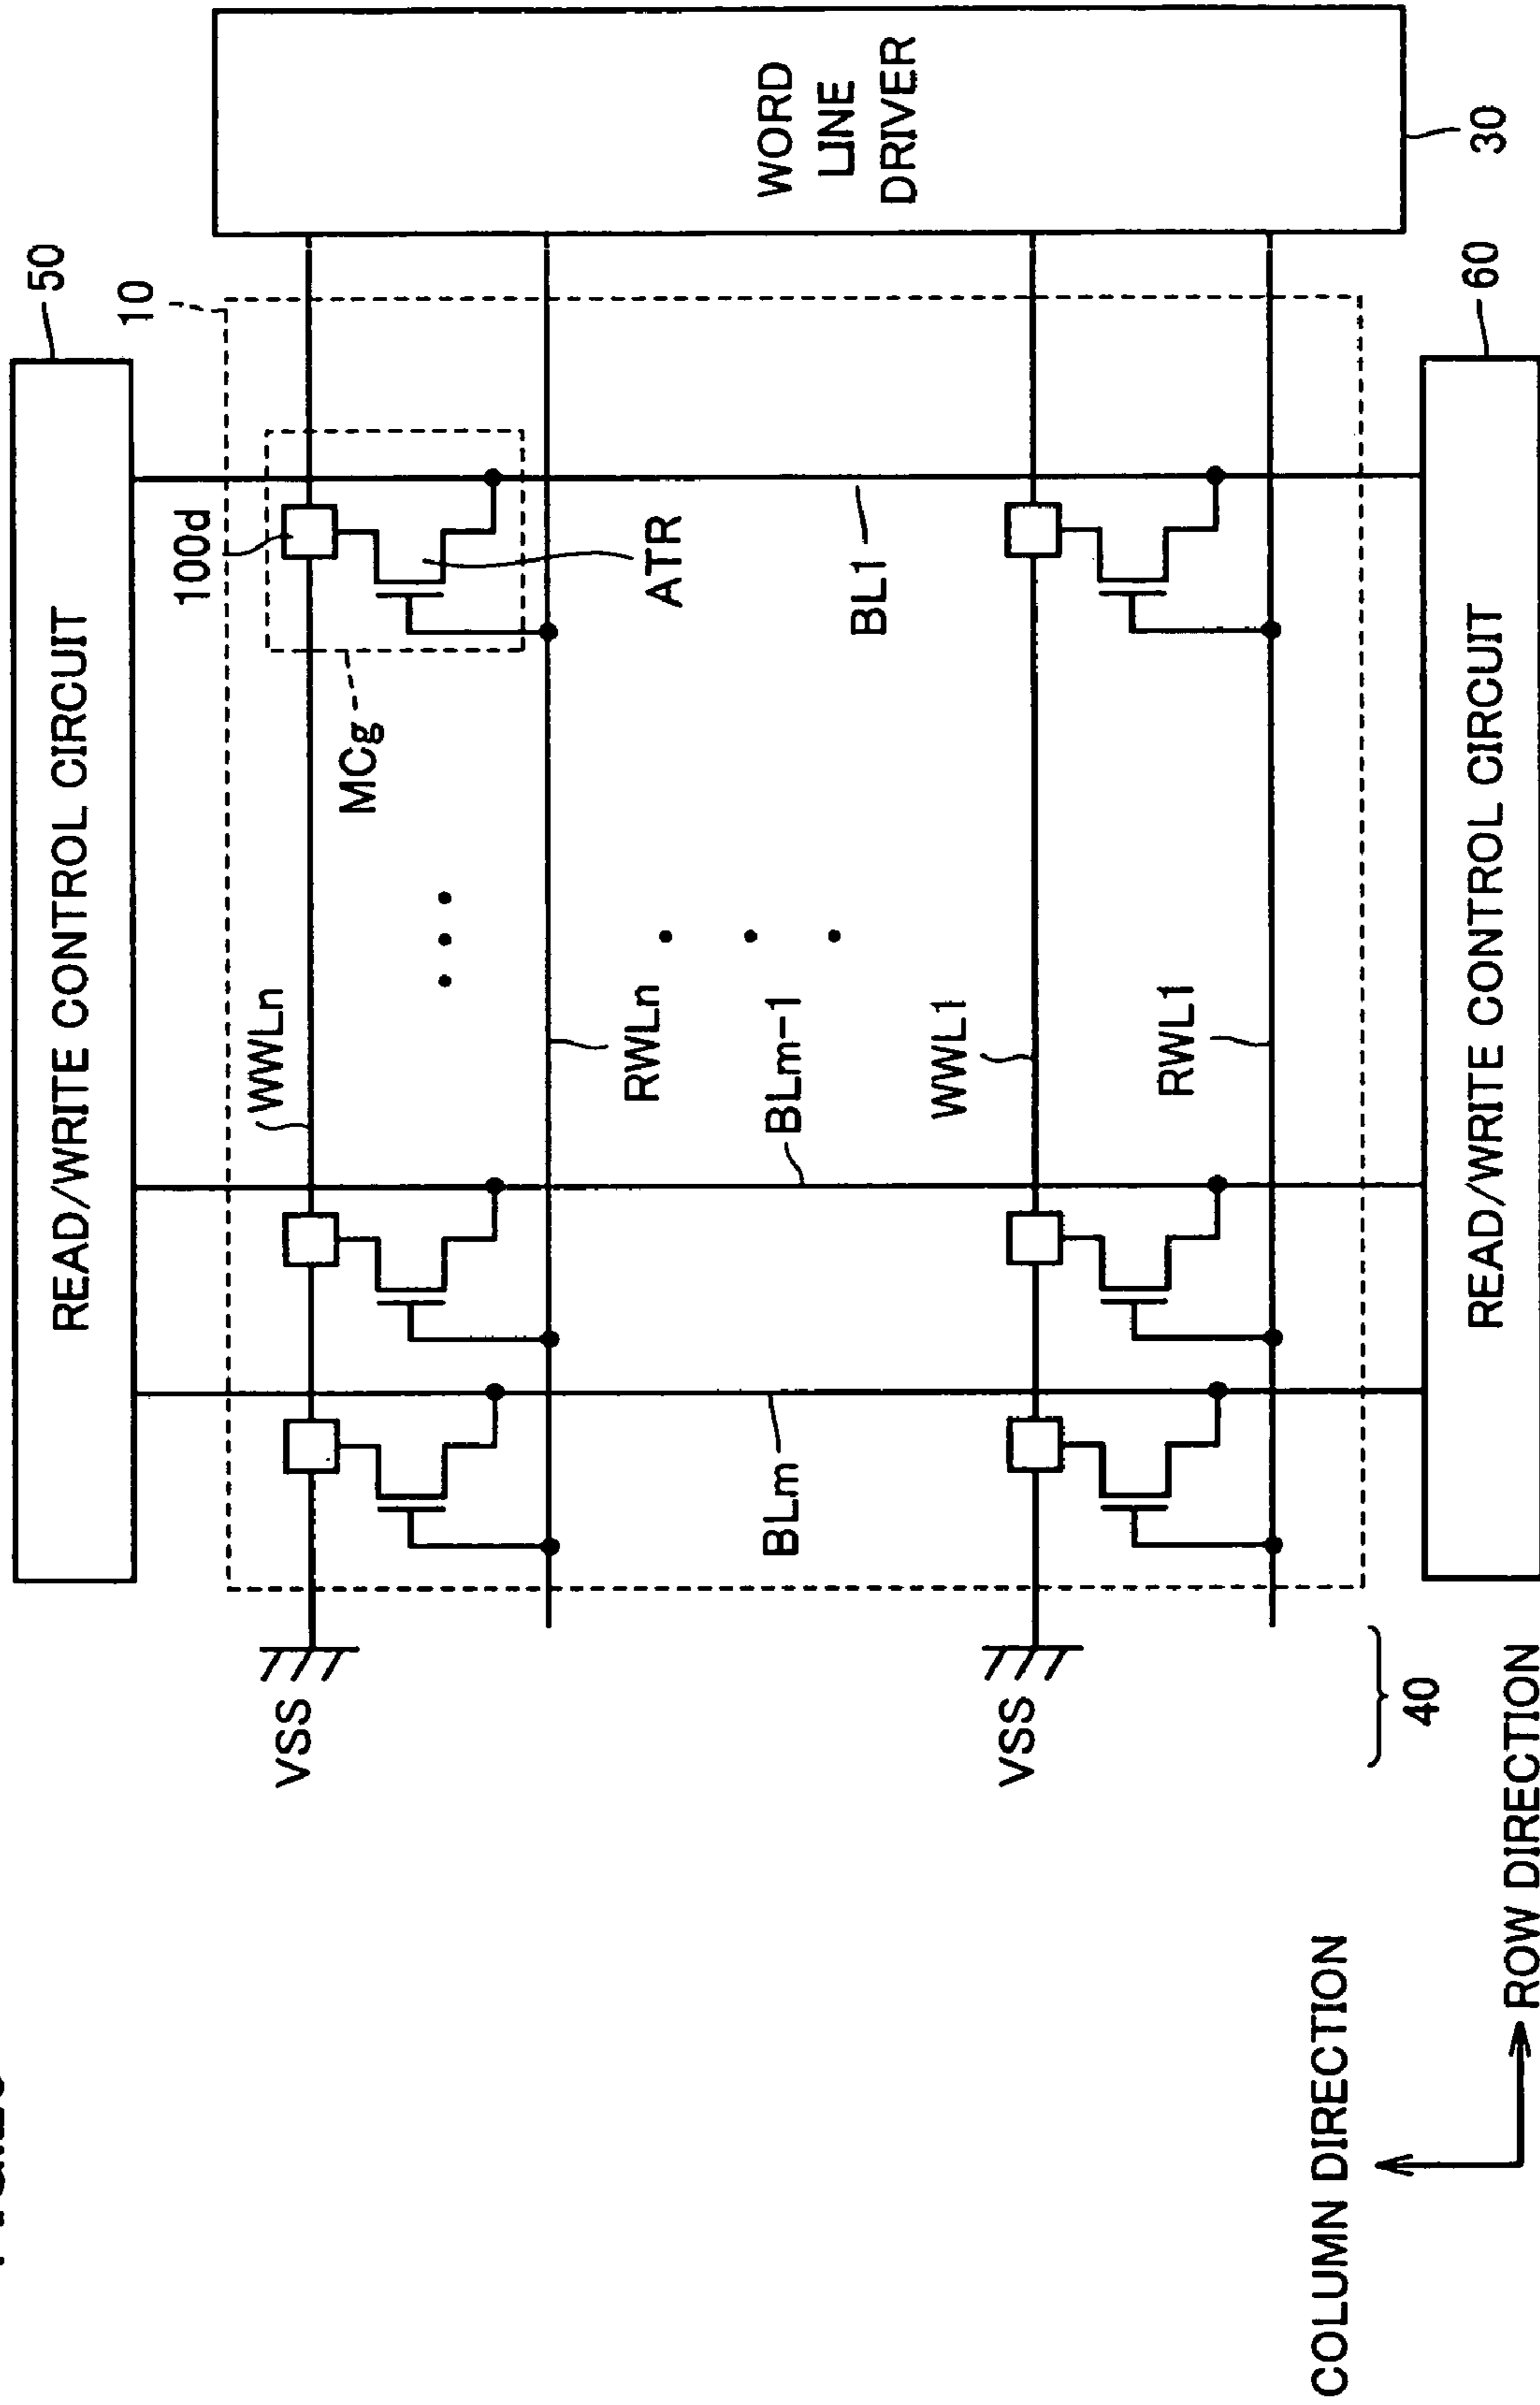 50
READ/WRITE CONTROL CIRCUIT
10
100d
MCg
WWLn
VSS
ATR
RWLn
WORD
LINE
DRIVER
BL1
BLm-1
BLm
WWL1
VSS
RWL1
30
60
READ/WRITE CONTROL CIRCUIT
40
COLUMN DIRECTION
ROW DIRECTION